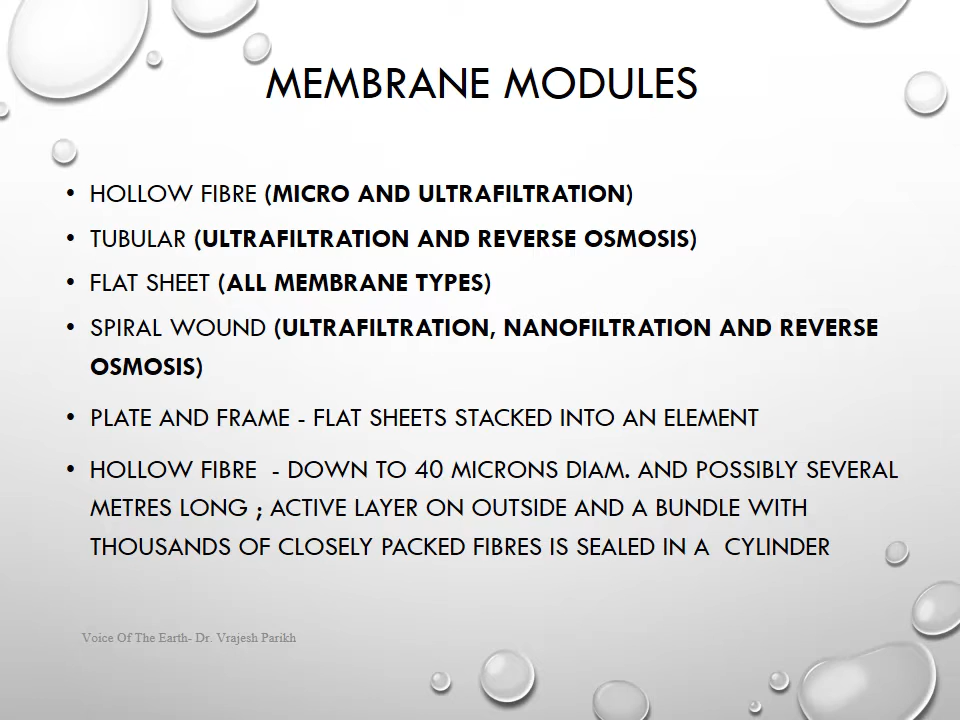 MEMBRANE MODULES
• HOLLOW FIBRE (MICRO AND ULTRAFILTRATION)
• TUBULAR (ULTRAFILTRATION AND REVERSE OSMOSIS)
• FLAT SHEET (ALL MEMBRANE TYPES)
• SPIRAL WOUND (ULTRAFILTRATION, NANOFILTRATION AND REVERSE
OSMOSIS)
• PLATE AND FRAME - FLAT SHEETS STACKED INTO AN ELEMENT
• HOLLOW FIBRE - DOWN TO 40 MICRONS DIAM. AND POSSIBLY SEVERAL
METRES LONG ; ACTIVE LAYER ON OUTSIDE AND A BUNDLE WITH
THOUSANDS OF CLOSELY PACKED FIBRES IS SEALED IN A CYLINDER
Voice Of The Earth- Dr. Vrajesh Parikh